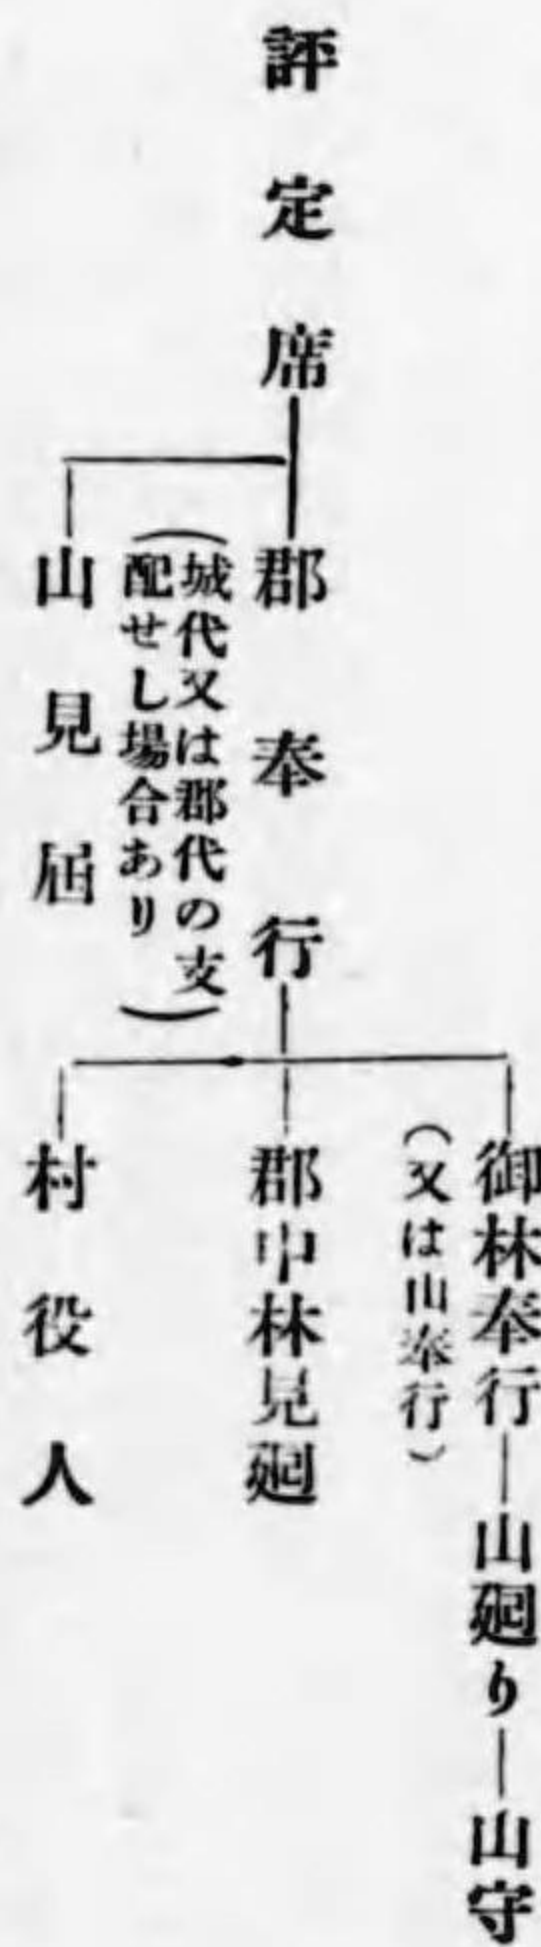 評定席
御林奉行―山廻り―山守
(又は山奉行)
郡奉行
郡中林見廻
(城代又は郡代の支
配せし場合あり)
山見届
村役人